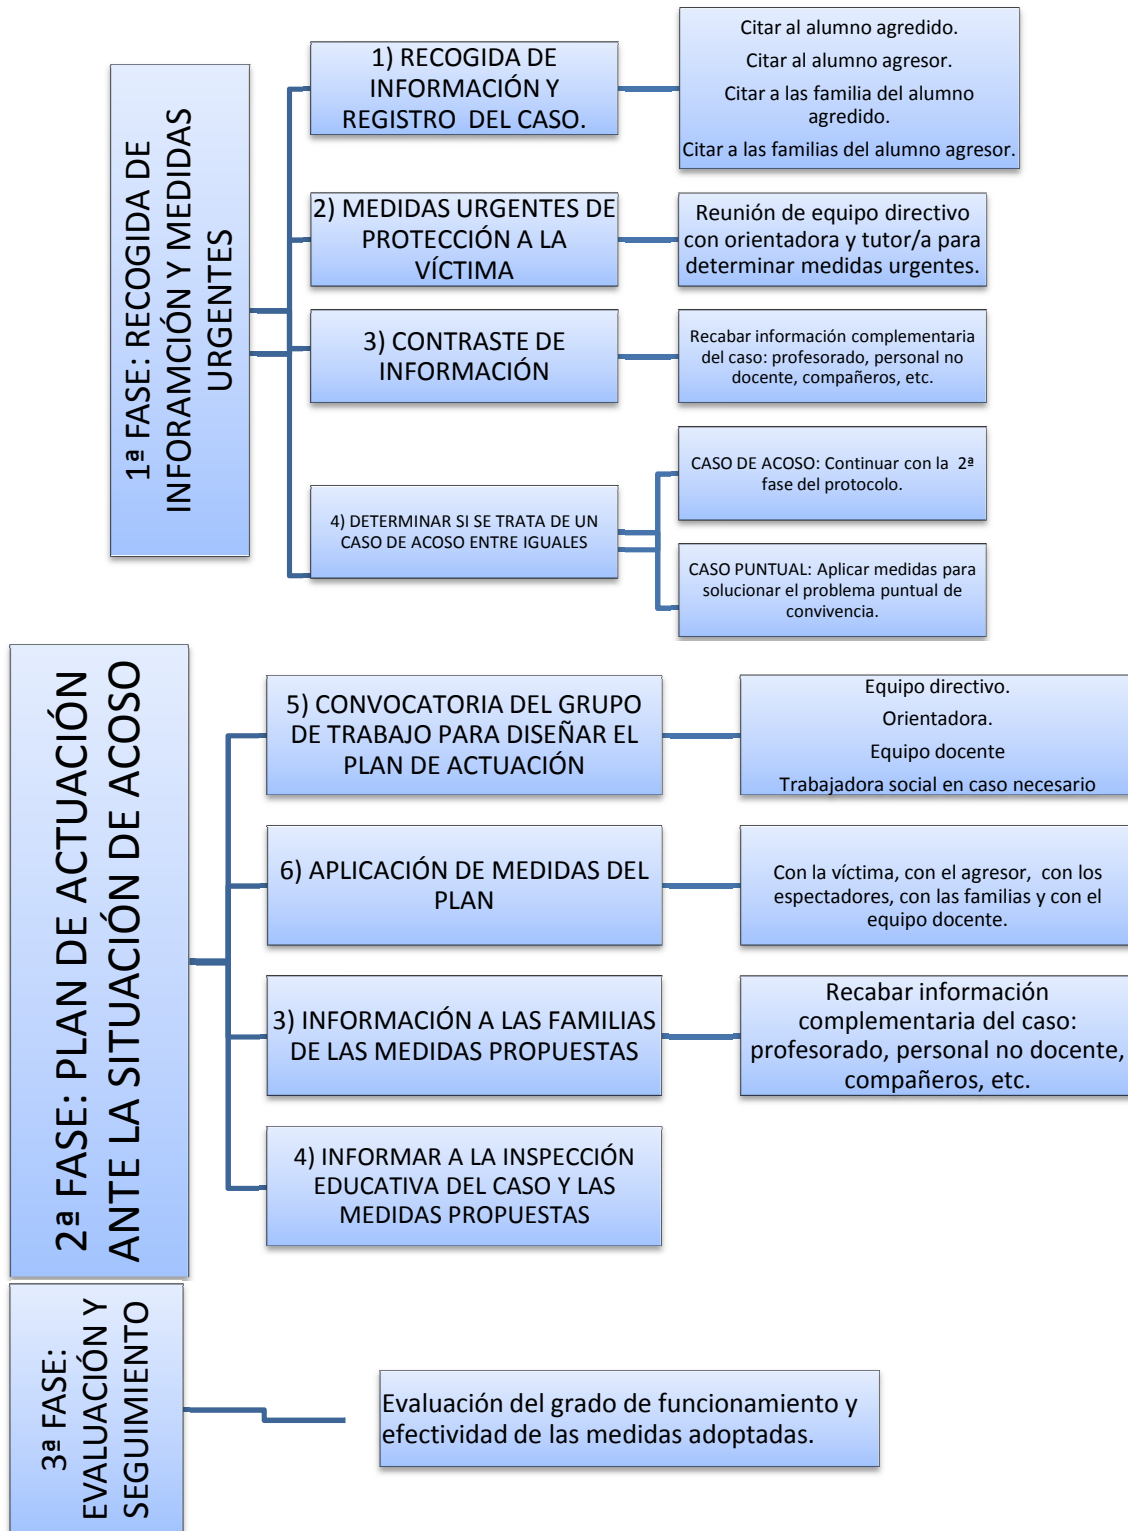 1ª FASE: RECOGIDA DE
INFORAMCIÓN Y MEDIDAS
URGENTES
1) RECOGIDA DE
INFORMACIÓN Y
REGISTRO DEL CASO.
Citar al alumno agredido.
Citar al alumno agresor.
Citar a las familia del alumno
agredido.
Citar a las familias del alumno agresor.
2) MEDIDAS URGENTES DE
PROTECCIÓN A LA
VÍCTIMA
Reunión de equipo directivo
con orientadora y tutor/a para
determinar medidas urgentes.
3) CONTRASTE DE
INFORMACIÓN
Recabar información complementaria
del caso: profesorado, personal no
docente, compañeros, etc.
4) DETERMINAR SI SE TRATA DE UN
CASO DE ACOSO ENTRE IGUALES
CASO DE ACOSO: Continuar con la 2ª
fase del protocolo.
CASO PUNTUAL: Aplicar medidas para
solucionar el problema puntual de
convivencia.
2ª FASE: PLAN DE ACTUACIÓN
ANTE LA SITUACIÓN DE ACOSO
5) CONVOCATORIA DEL GRUPO
DE TRABAJO PARA DISEÑAR EL
PLAN DE ACTUACIÓN
Equipo directivo.
Orientadora.
Equipo docente
Trabajadora social en caso necesario
6) APLICACIÓN DE MEDIDAS DEL
PLAN
Con la víctima, con el agresor, con los
espectadores, con las familias y con el
equipo docente.
3) INFORMACIÓN A LAS FAMILIAS
DE LAS MEDIDAS PROPUESTAS
Recabar información
complementaria del caso:
profesorado, personal no docente,
compañeros, etc.
4) INFORMAR A LA INSPECCIÓN
EDUCATIVA DEL CASO Y LAS
MEDIDAS PROPUESTAS
3ª FASE:
EVALUACIÓN Y
SEGUIMIENTO
Evaluación del grado de funcionamiento y
efectividad de las medidas adoptadas.